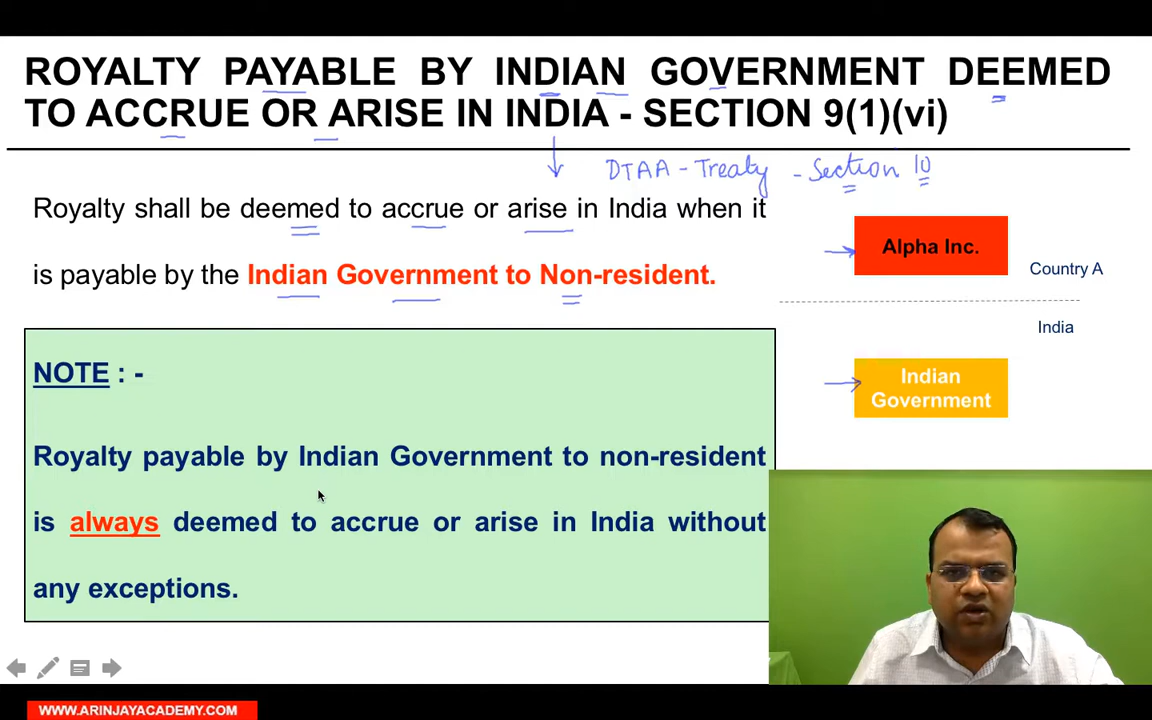 ROYALTY PAYABLE BY INDIAN GOVERNMENT DEEMED
TO ACCRUE OR ARISE IN INDIA - SECTION 9(1)(vi)
DTAA - Treaty - Section 10
Royalty shall be deemed to accrue or arise in India when it
is payable by the Indian Government to Non-resident.
Alpha Inc.
Country A
India
Indian
Government
NOTE : -
Royalty payable by Indian Government to non-resident
is always deemed to accrue or arise in India without
any exceptions.
WWW.ARINJAYACADEMY.COM